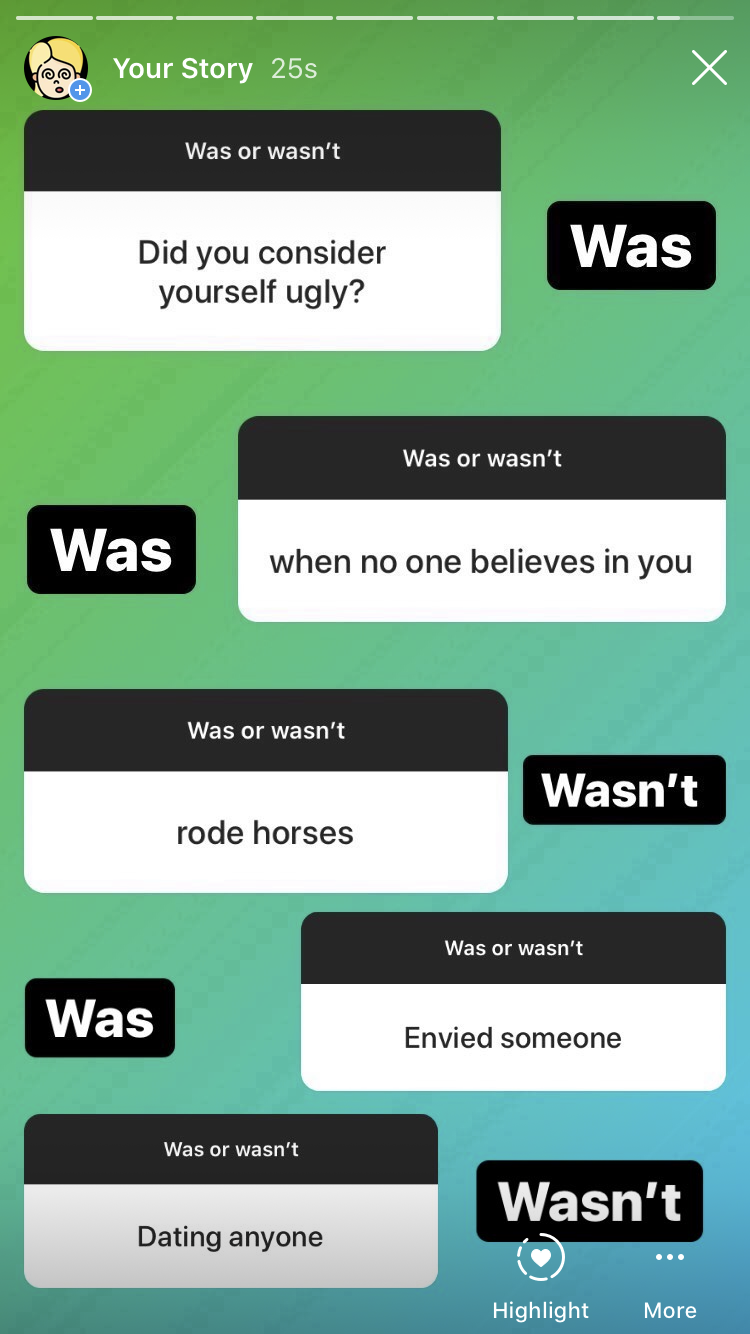 Your Story 25s
Was or wasn’t
Did you consider
yourself ugly?
Was
Was or wasn’t
when no one believes in you
Was
Was or wasn’t
rode horses
Wasn’t
Was or wasn’t
Envied someone
Was
Was or wasn’t
Dating anyone
Wasn’t
Highlight
More